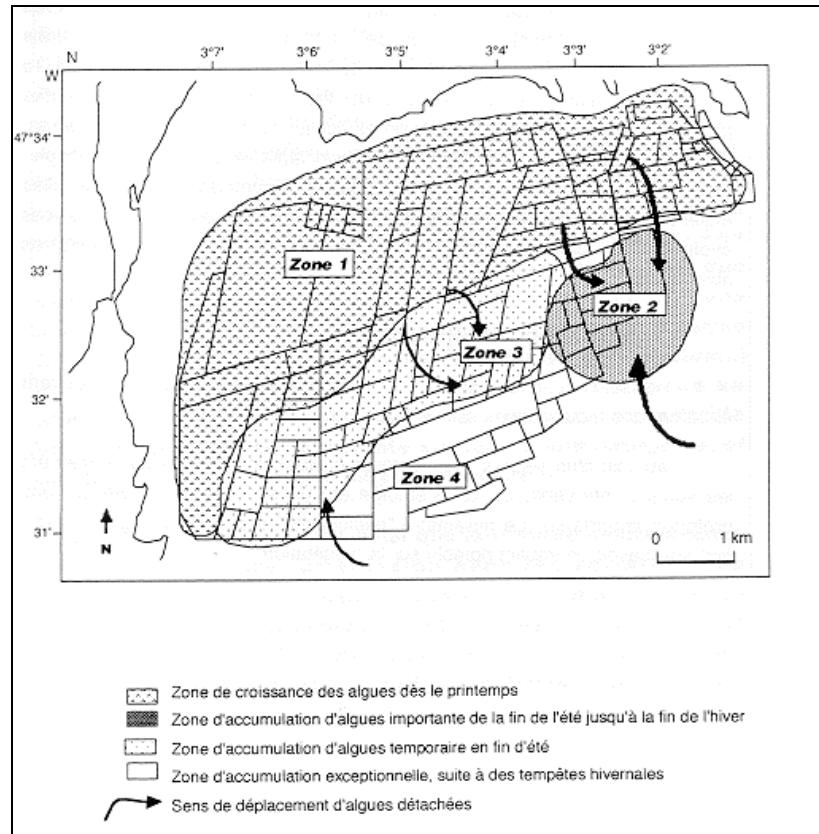 N
W
3°7' 3°6' 3°5' 3°4' 3°3' 3°2'
47°34'
33'
32'
31'
Zone 1
Zone 2
Zone 3
Zone 4
N
0 1 km
Zone de croissance des algues dès le printemps
Zone d'accumulation d'algues importante de la fin de l'été jusqu'à la fin de l'hiver
Zone d'accumulation d'algues temporaire en fin d'été
Zone d'accumulation exceptionnelle, suite à des tempêtes hivernales
Sens de déplacement d'algues détachées